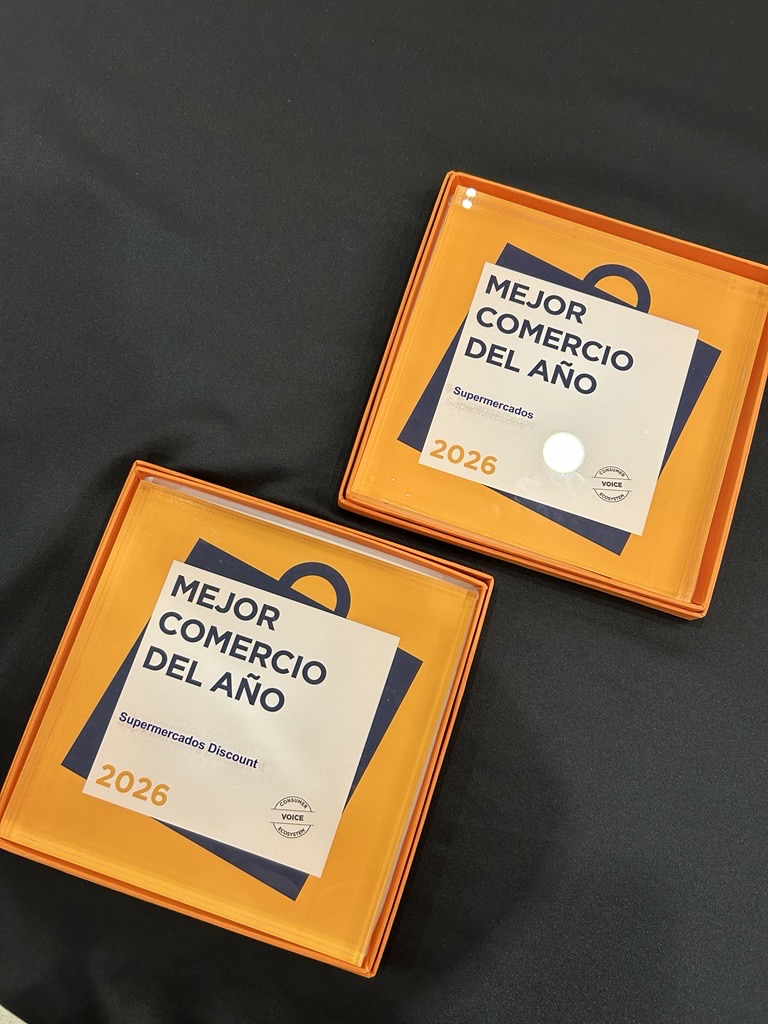 MEJOR
COMERCIO
DEL AÑO
Supermercados
2026
CONSUMER
VOICE
ECOSYSTEM
MEJOR
COMERCIO
DEL AÑO
Supermercados Discount
2026
CONSUMER
VOICE
ECOSYSTEM